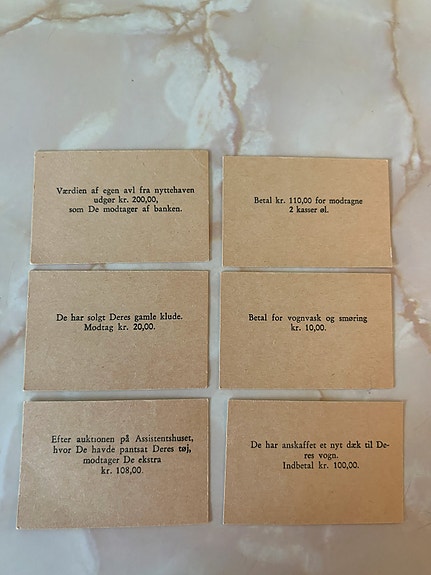 Værdien af egen avl fra nyttehaven
udgør kr. 200,00,
som De modtager af banken.
Betal kr. 110,00 for modtagne
2 kasser øl.
De har solgt Deres gamle klude.
Modtag kr. 20,00.
Betal for vognvask og smøring
kr. 10,00.
Efter auktionen på Assistentshuset,
hvor De havde pantsat Deres tøj,
modtager De ekstra
kr. 108,00.
De har anskaffet et nyt dæk til De-
res vogn.
Indbetal kr. 100,00.